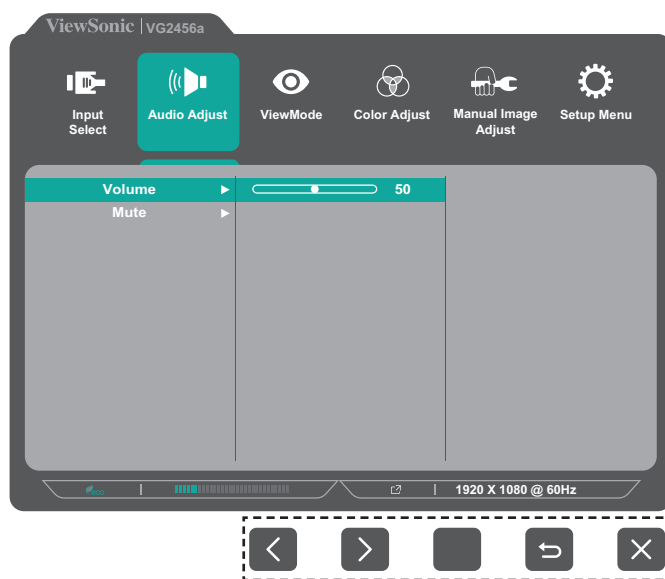 ViewSonic VG2456a
Input Select
Audio Adjust
ViewMode
Color Adjust
Manual Image Adjust
Setup Menu
Volume 50
Mute
eco
1920 X 1080 @ 60Hz